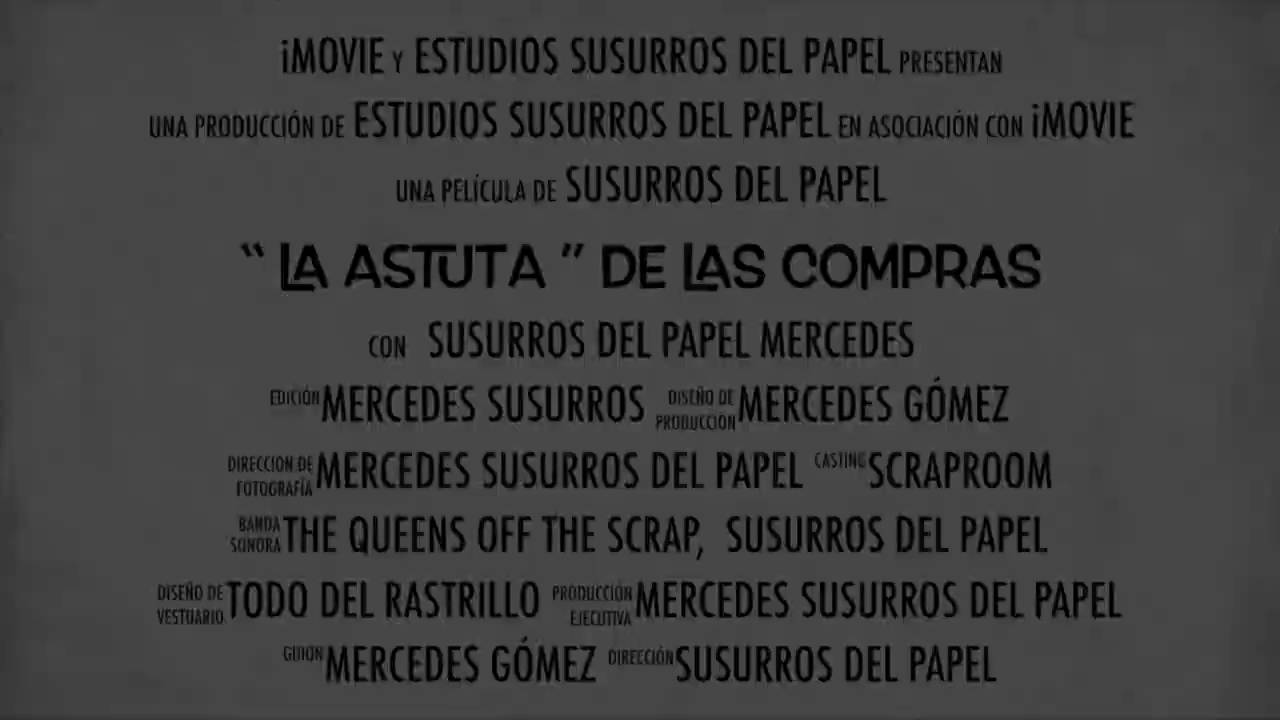 iMOVIE Y ESTUDIOS SUSURROS DEL PAPEL PRESENTAN
UNA PRODUCCIÓN DE ESTUDIOS SUSURROS DEL PAPEL EN ASOCIACIÓN CON iMOVIE
UNA PELÍCULA DE SUSURROS DEL PAPEL
“ LA ASTUTA ” DE LAS COMPRAS
CON SUSURROS DEL PAPEL MERCEDES
EDICIÓN MERCEDES SUSURROS DISEÑO DE PRODUCCIÓN MERCEDES GÓMEZ
DIRECCION DE FOTOGRAFÍA MERCEDES SUSURROS DEL PAPEL CASTING SCRAPROOM
BANDA SONORA THE QUEENS OFF THE SCRAP, SUSURROS DEL PAPEL
DISEÑO DE VESTUARIO TODO DEL RASTRILLO PRODUCCIÓN EJECUTIVA MERCEDES SUSURROS DEL PAPEL
GUION MERCEDES GÓMEZ DIRECCIÓN SUSURROS DEL PAPEL